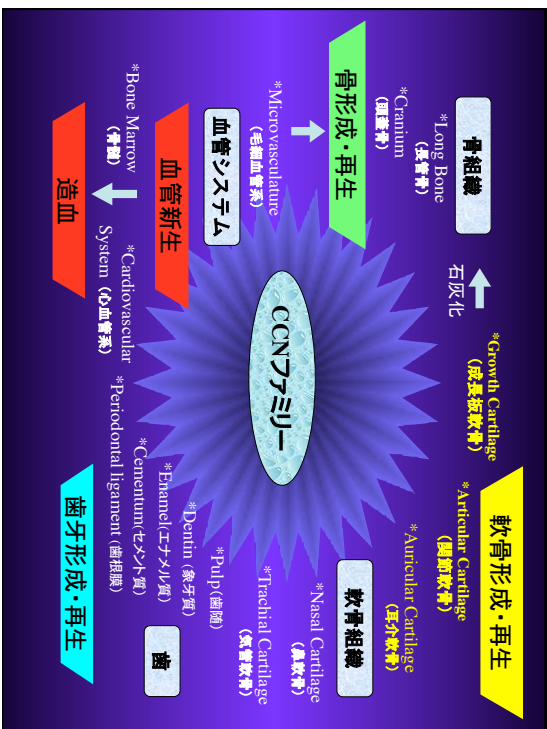 骨組織
*Long Bone
(長管骨)
*Cranium
(頭蓋骨)
骨形成・再生
石灰化
*Growth Cartilage
(成長板軟骨)
軟骨形成・再生
*Articular Cartilage
(関節軟骨)
*Auricular Cartilage
(耳介軟骨)
軟骨組織
*Nasal Cartilage
(鼻軟骨)
*Trachial Cartilage
(気管軟骨)
CCNファミリー
*Microvasculature
(毛細血管系)
血管システム
血管新生
*Bone Marrow
(骨髄)
造血
*Cardiovascular
System (心血管系)
*Pulp(歯随)
*Dentin (象牙質)
*Enamel(エナメル質)
*Cementum(セメント質)
*Periodontal ligament (歯根膜)
歯
歯牙形成・再生